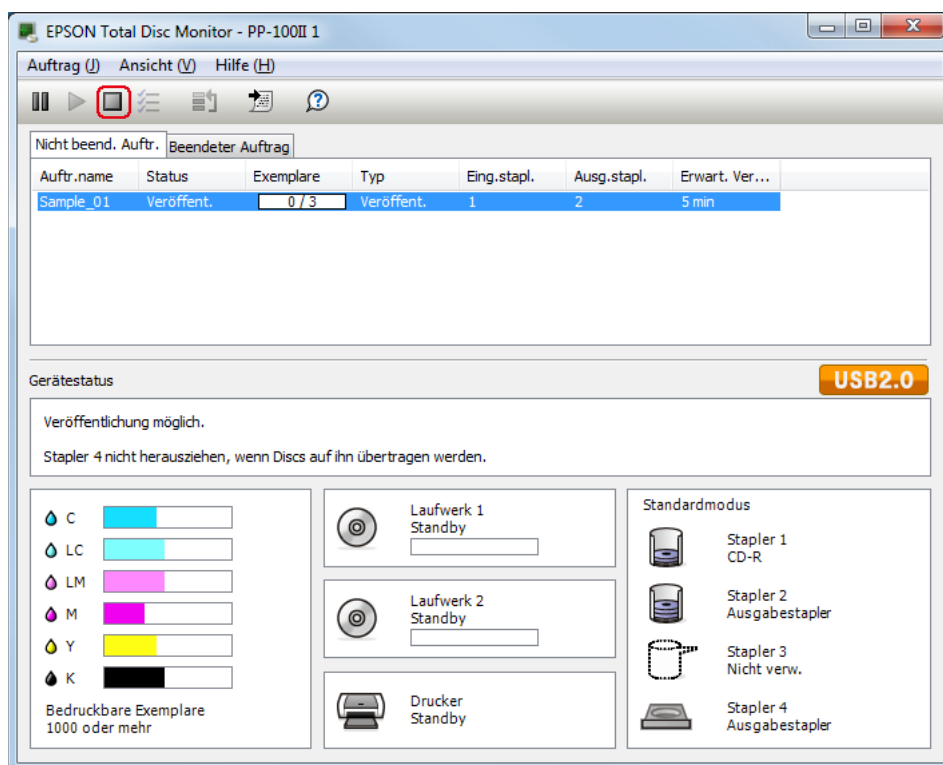 EPSON Total Disc Monitor - PP-100II 1
Auftrag (J) Ansicht (V) Hilfe (H)
Nicht beend. Auftr. Beendeter Auftrag
Auftr.name Status Exemplare Typ Eing.stapl. Ausg.stapl. Erwart. Ver...
Sample_01 Veröffent. 0 / 3 Veröffent. 1 2 5 min
Gerätestatus
USB2.0
Veröffentlichung möglich.
Stapler 4 nicht herausziehen, wenn Discs auf ihn übertragen werden.
C
LC
LM
M
Y
K
Bedruckbare Exemplare
1000 oder mehr
Laufwerk 1
Standby
Laufwerk 2
Standby
Drucker
Standby
Standardmodus
Stapler 1
CD-R
Stapler 2
Ausgabestapler
Stapler 3
Nicht verw.
Stapler 4
Ausgabestapler